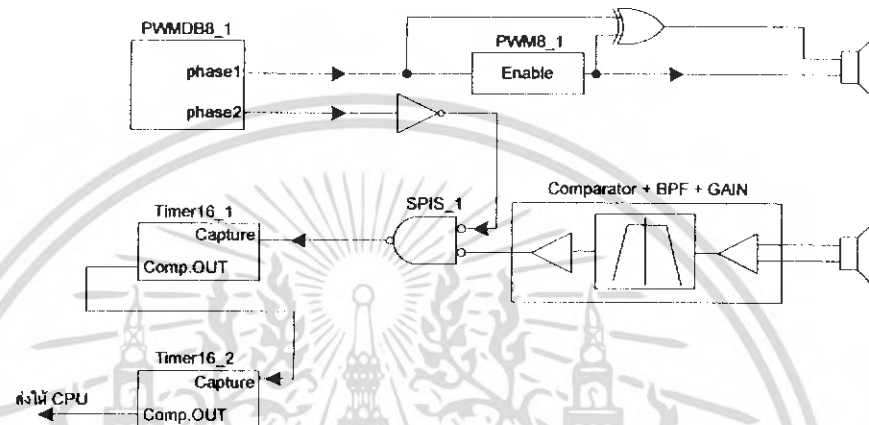 PWMDB8_1
phase1
phase2
PWM8_1
Enable
SPIS_1
Comparator + BPF + GAIN
Timer16_1
Capture
Comp.OUT
Timer16_2
Capture
Comp.OUT
ส่งให้ CPU